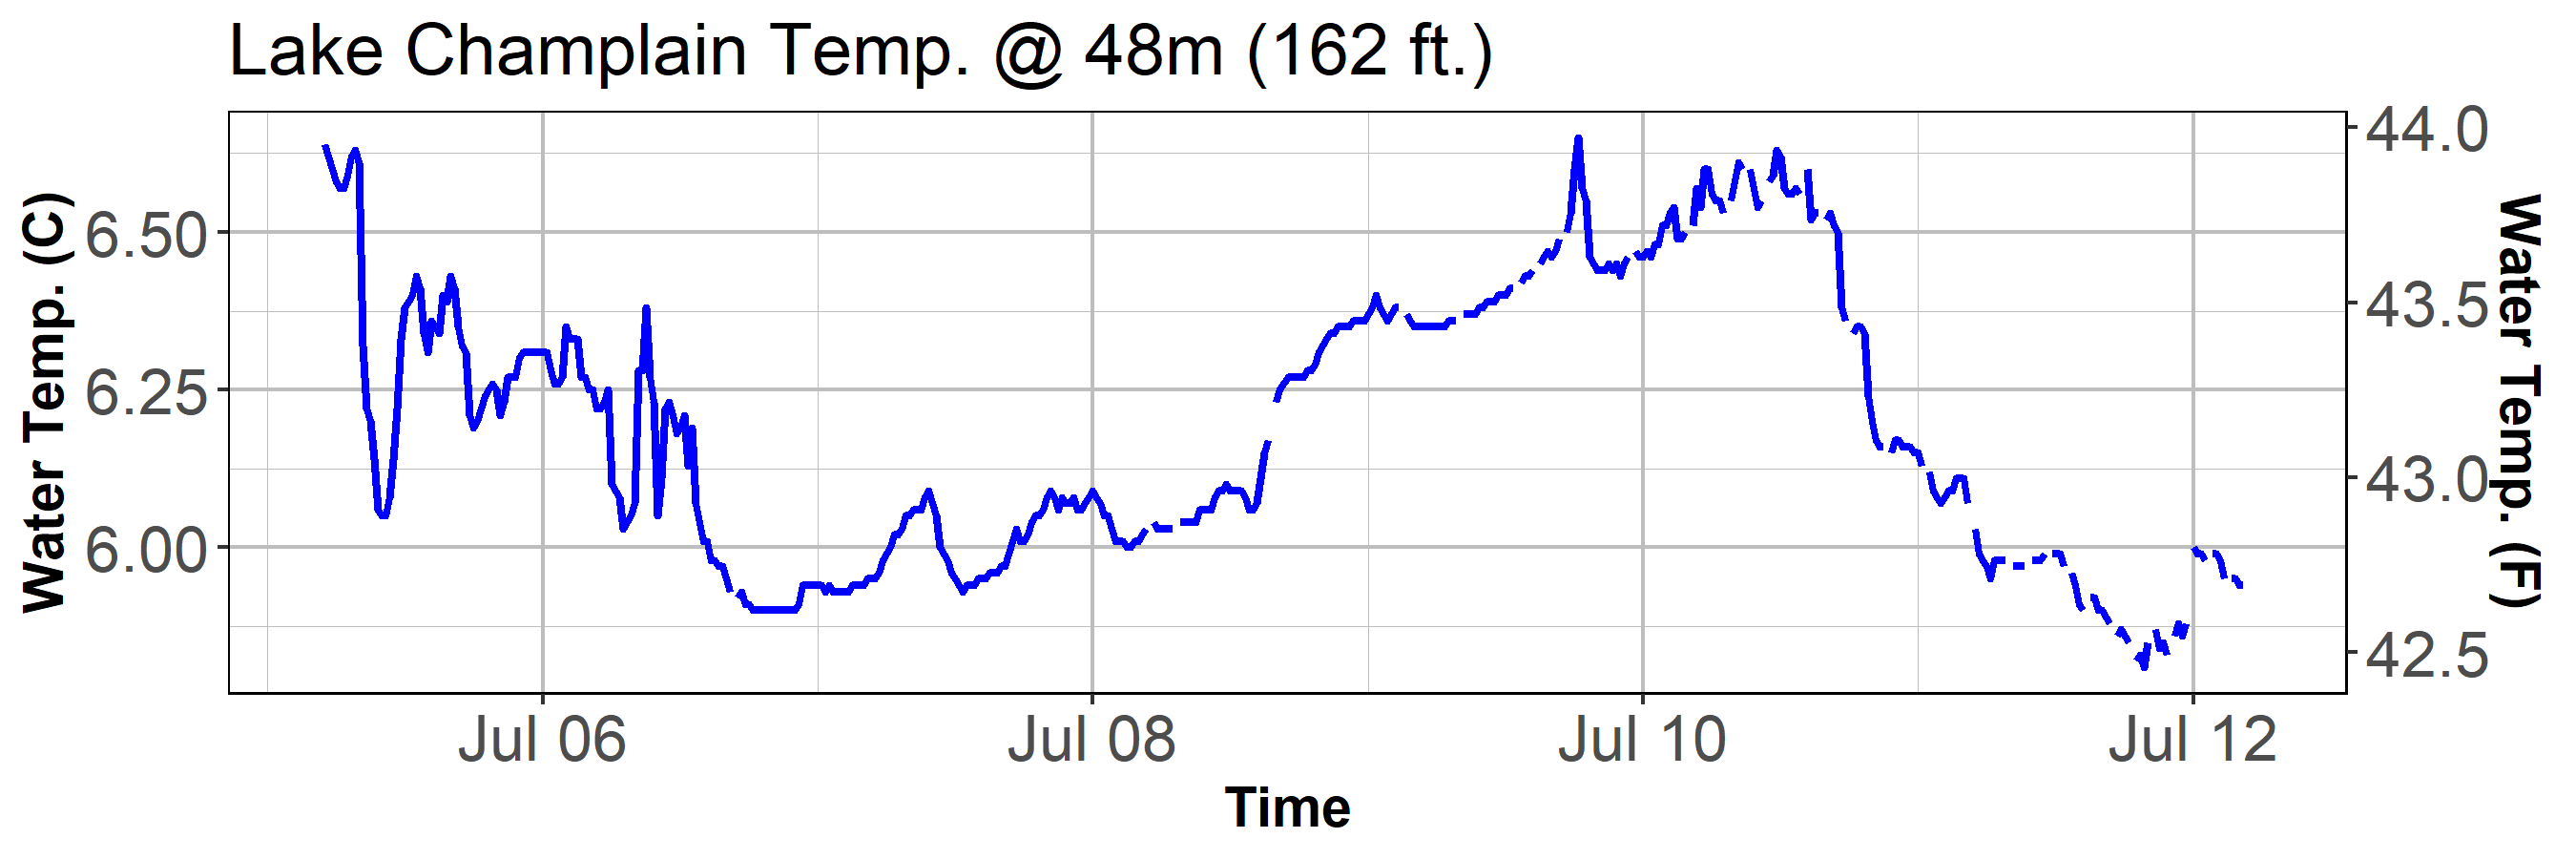 Lake Champlain Temp. @ 48m (162 ft.)
Water Temp. (C)
6.50
6.25
6.00
44.0
43.5
43.0
42.5
Water Temp. (F)
Jul 06 Jul 08 Jul 10 Jul 12
Time